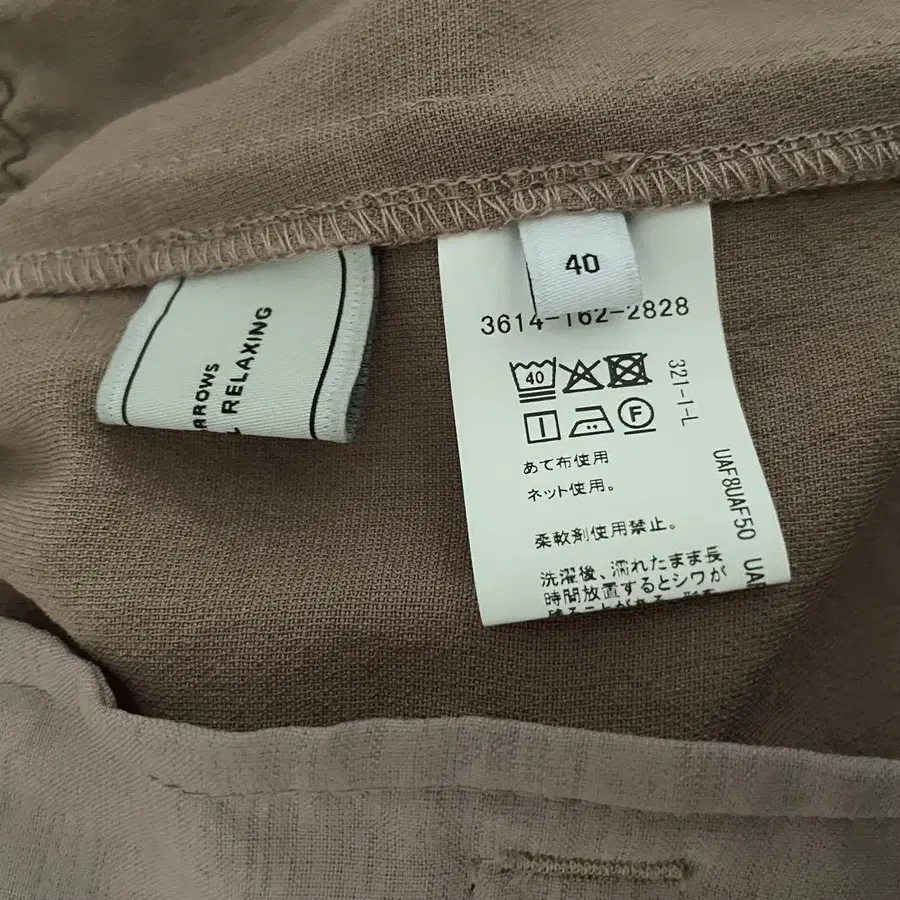 ARROWS
RELAXING
40
3614-162-2828
40
F
321-1-L
UAF8UAF50
あて布使用
ネット使用。
柔軟剤使用禁止。
洗濯後、濡れたまま長
時間放置するとシワが